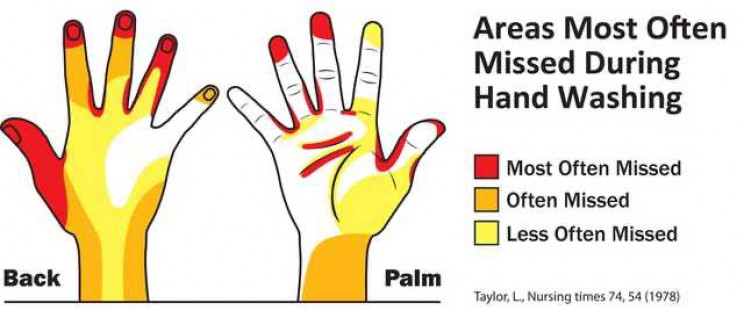 Areas Most Often
Missed During
Hand Washing
Most Often Missed
Often Missed
Less Often Missed
Back
Palm
Taylor, L., Nursing times 74, 54 (1978)